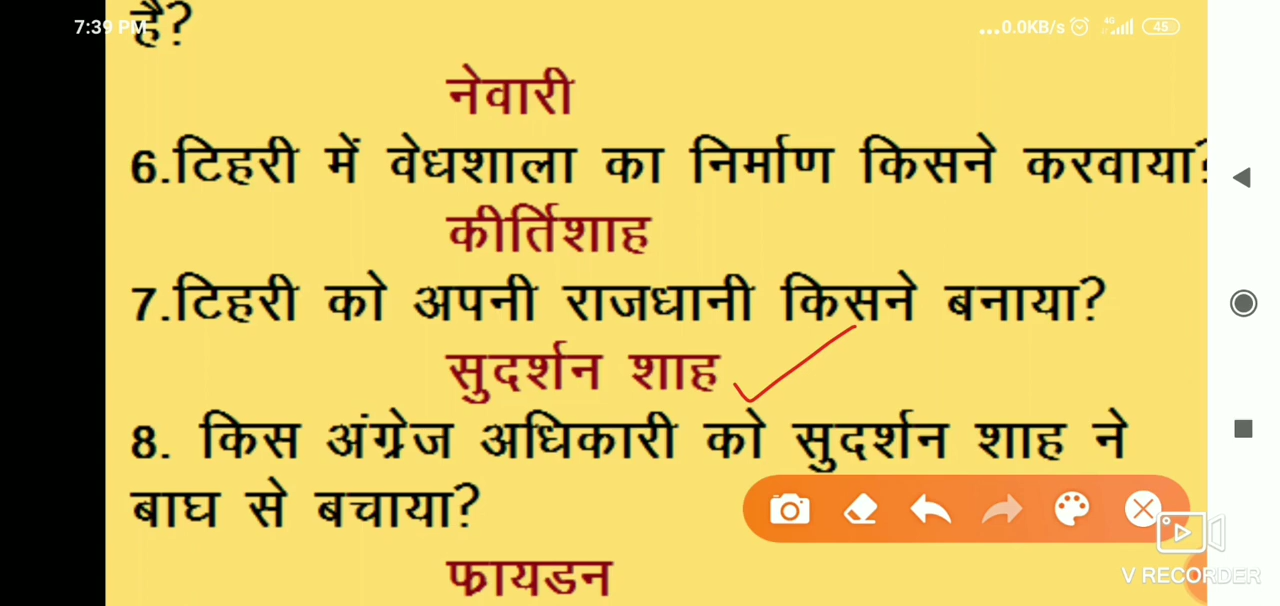 7:39 PM
...0.0KB/s 4G 45
है?
नेवारी
6.टिहरी में वेधशाला का निर्माण किसने करवाया?
कीर्तिशाह
7.टिहरी को अपनी राजधानी किसने बनाया?
सुदर्शन शाह
8. किस अंग्रेज अधिकारी को सुदर्शन शाह ने
बाघ से बचाया?
फ्रायडन
V RECORDER